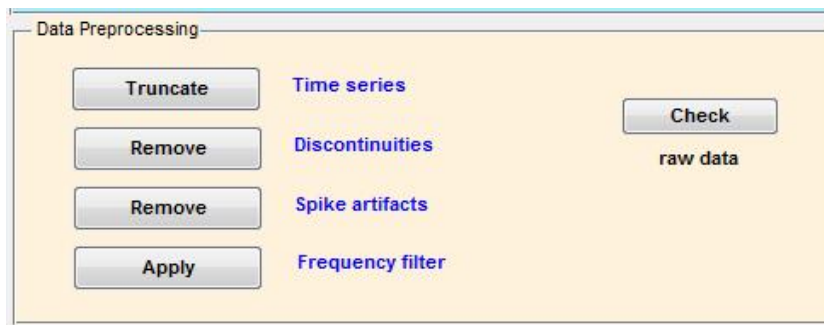 Data Preprocessing
Truncate Time series
Check
Remove Discontinuities
raw data
Remove Spike artifacts
Apply Frequency filter